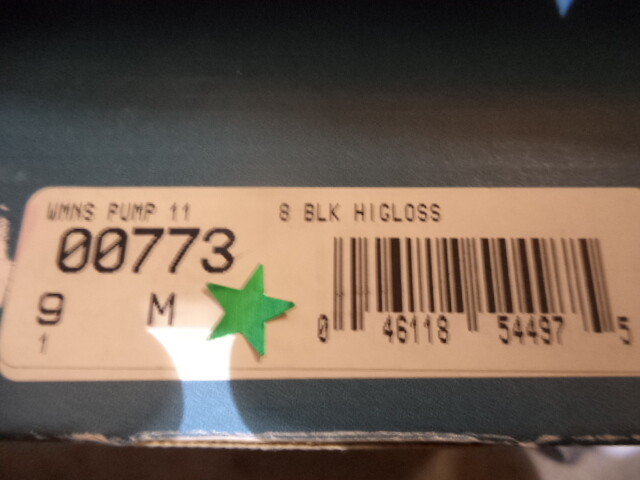 WMNS PUMP 11 8 BLK HIGLOSS
00773
9 M
1
0 46118 54497 5